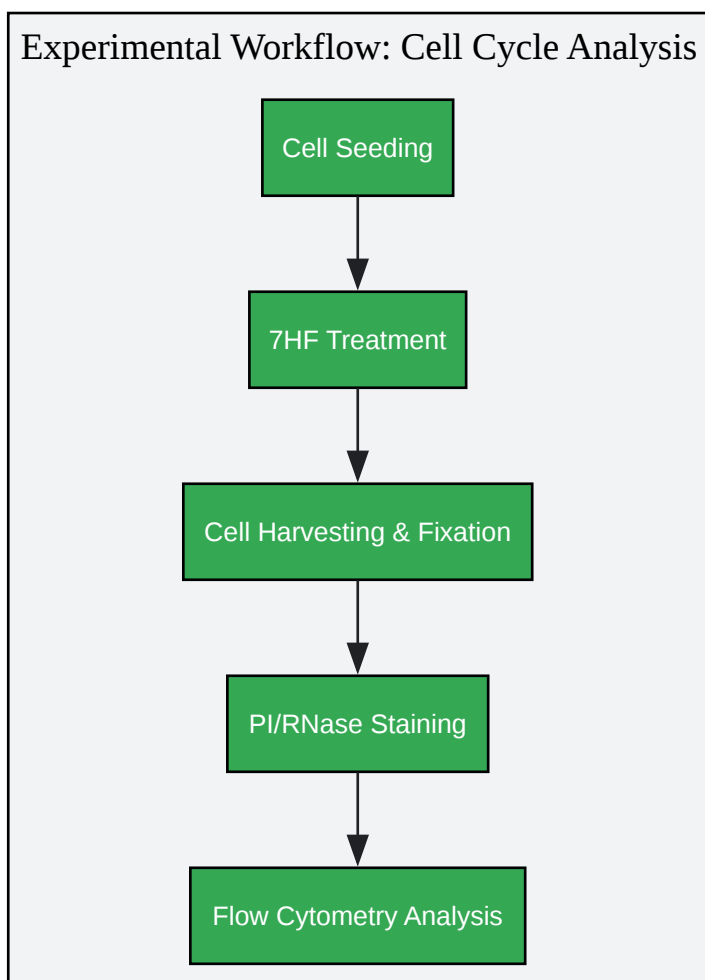 Experimental Workflow: Cell Cycle Analysis
Cell Seeding
7HF Treatment
Cell Harvesting & Fixation
PI/RNase Staining
Flow Cytometry Analysis